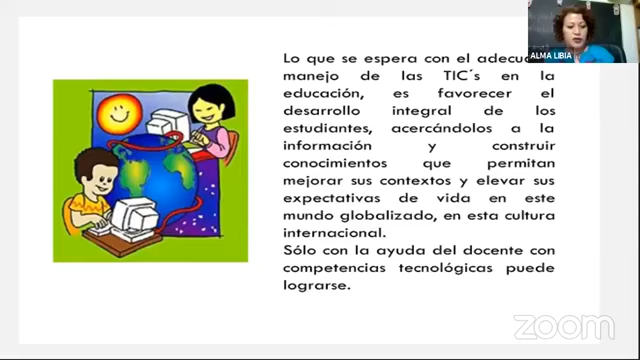 Lo que se espera con el
manejo de las TIC´s en la
educación, es favorecer el
desarrollo integral de los
estudiantes, acercándolos a la
información y construir
conocimientos que permitan
mejorar sus contextos y elevar sus
expectativas de vida en este
mundo globalizado, en esta cultura
internacional.
Sólo con la ayuda del docente con
competencias tecnológicas puede
lograrse.
ALMA LIBIA
zoom